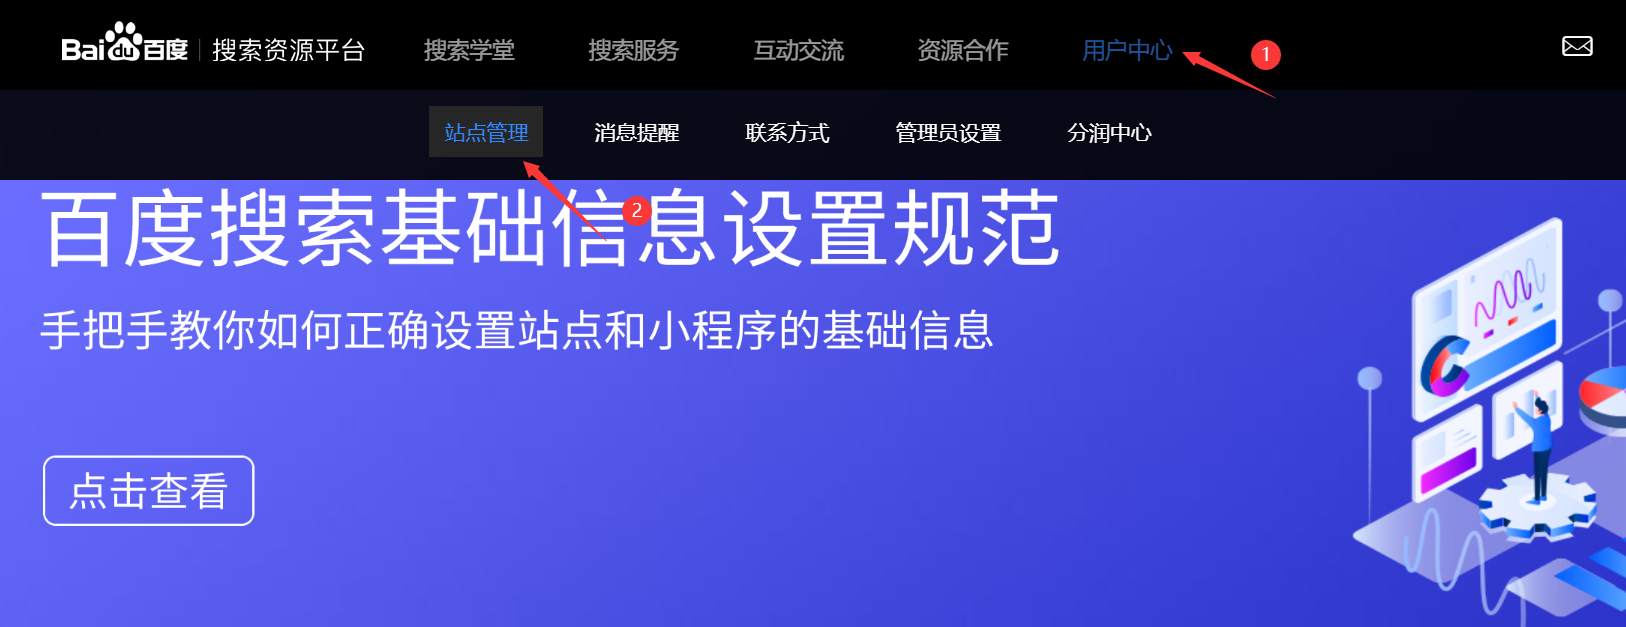 Bai du 百度 搜索资源平台 搜索学堂 搜索服务 互动交流 资源合作 用户中心 1
站点管理 消息提醒 联系方式 管理员设置 分润中心
2
百度搜索基础信息设置规范
手把手教你如何正确设置站点和小程序的基础信息
点击查看